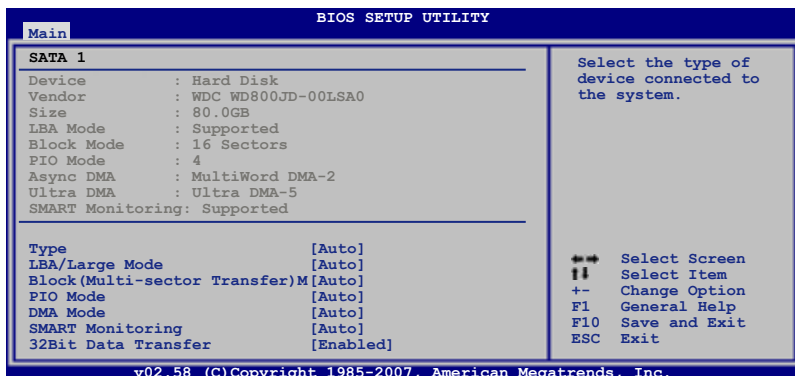 BIOS SETUP UTILITY
Main
SATA 1
Device : Hard Disk
Vendor : WDC WD800JD-00LSA0
Size : 80.0GB
LBA Mode : Supported
Block Mode : 16 Sectors
PIO Mode : 4
Async DMA : MultiWord DMA-2
Ultra DMA : Ultra DMA-5
SMART Monitoring: Supported
Type [Auto]
LBA/Large Mode [Auto]
Block(Multi-sector Transfer)M[Auto]
PIO Mode [Auto]
DMA Mode [Auto]
SMART Monitoring [Auto]
32Bit Data Transfer [Enabled]
Select the type of
device connected to
the system.
←→ Select Screen
↑↓ Select Item
+- Change Option
F1 General Help
F10 Save and Exit
ESC Exit
v02.58 (C)Copyright 1985-2007, American Megatrends, Inc.